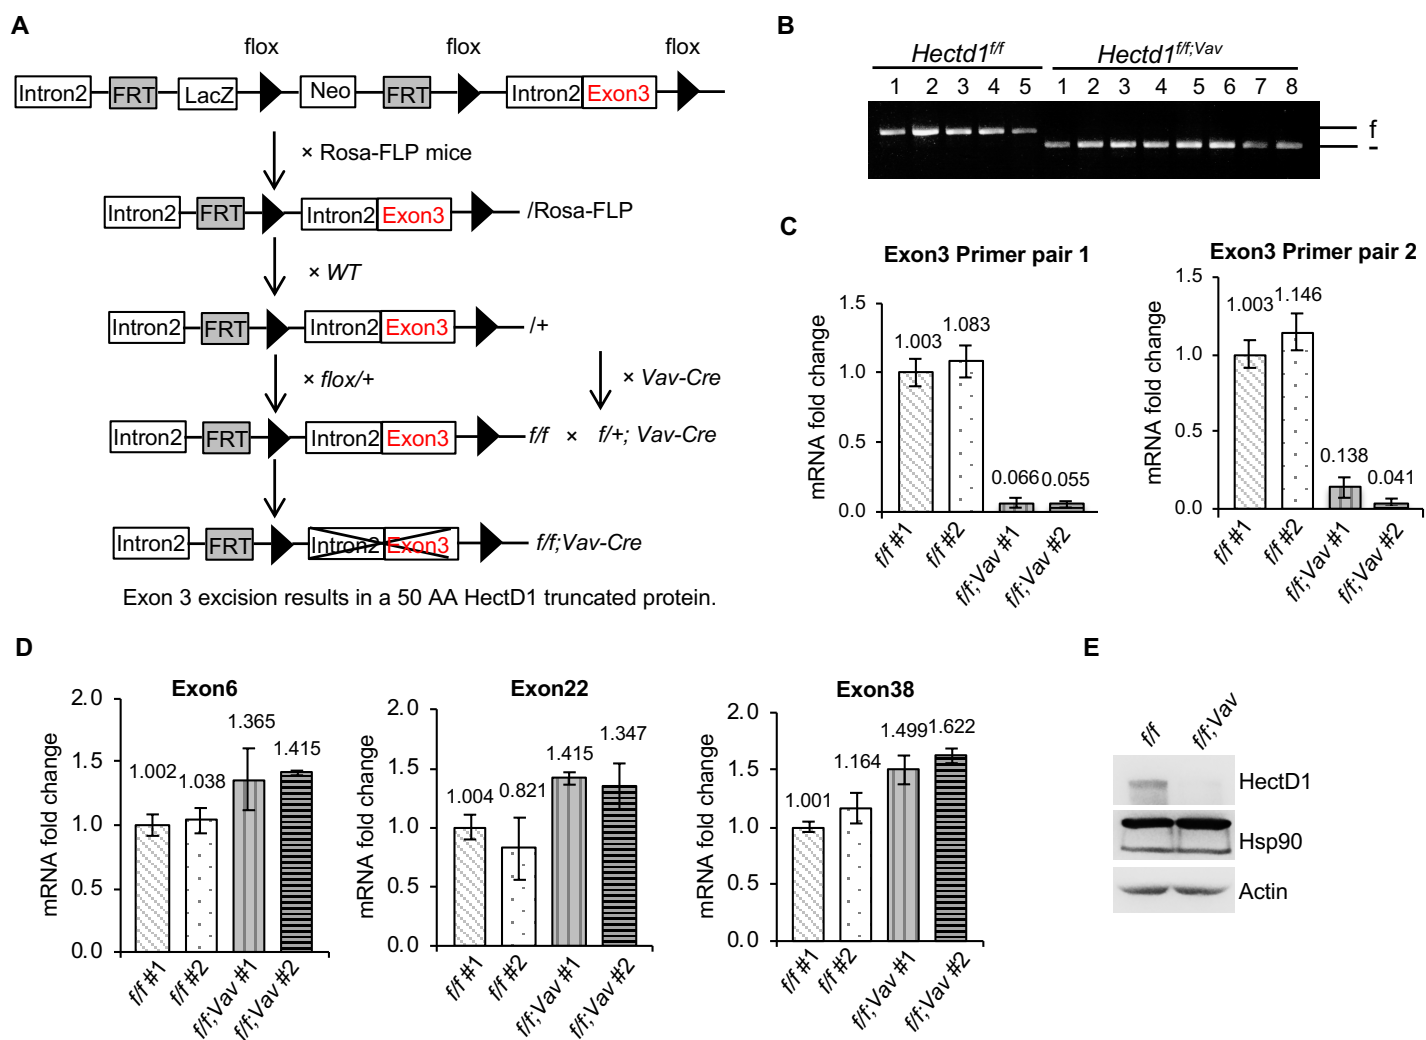 A
flox flox flox
Intron2 FRT LacZ Neo FRT Intron2 Exon3
× Rosa-FLP mice
Intron2 FRT Intron2 Exon3 /Rosa-FLP
× WT
Intron2 FRT Intron2 Exon3 /+
× flox/+ × Vav-Cre
Intron2 FRT Intron2 Exon3 f/f × f/+; Vav-Cre
Intron2 FRT Intron2 Exon3 f/f;Vav-Cre
Exon 3 excision results in a 50 AA HectD1 truncated protein.
B
Hectd1f/f Hectd1f/f;Vav
1 2 3 4 5 1 2 3 4 5 6 7 8
f
-
C
Exon3 Primer pair 1
mRNA fold change
1.5
1.0
0.5
0.0
1.003 1.083 0.066 0.055
f/f #1 f/f #2 f/f;Vav #1 f/f;Vav #2
Exon3 Primer pair 2
mRNA fold change
1.5
1.0
0.5
0.0
1.003 1.146 0.138 0.041
f/f #1 f/f #2 f/f;Vav #1 f/f;Vav #2
D
Exon6
mRNA fold change
2.0
1.5
1.0
0.5
0.0
1.002 1.038 1.365 1.415
f/f #1 f/f #2 f/f;Vav #1 f/f;Vav #2
Exon22
mRNA fold change
2.0
1.5
1.0
0.5
0.0
1.004 0.821 1.415 1.347
f/f #1 f/f #2 f/f;Vav #1 f/f;Vav #2
Exon38
mRNA fold change
2.0
1.5
1.0
0.5
0.0
1.001 1.164 1.499 1.622
f/f #1 f/f #2 f/f;Vav #1 f/f;Vav #2
E
f/f f/f;Vav
HectD1
Hsp90
Actin